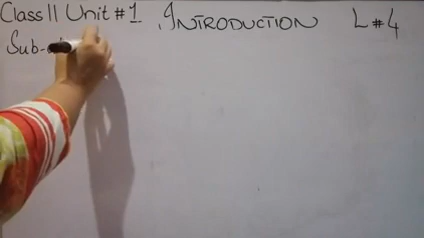 Class 11 Unit #1 , INTRODUCTION L #4
Sub-